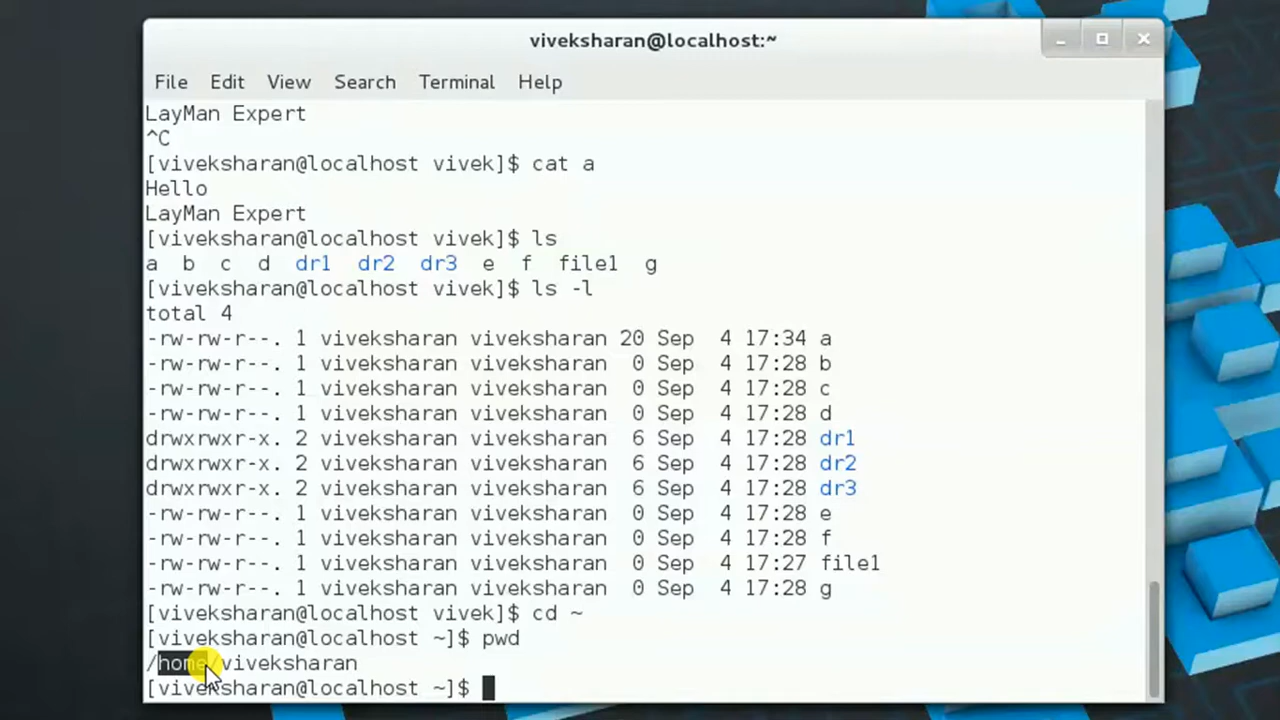 viveksharan@localhost:~
File Edit View Search Terminal Help
LayMan Expert
^C
[viveksharan@localhost vivek]$ cat a
Hello
LayMan Expert
[viveksharan@localhost vivek]$ ls
a b c d dr1 dr2 dr3 e f file1 g
[viveksharan@localhost vivek]$ ls -l
total 4
-rw-rw-r--. 1 viveksharan viveksharan 20 Sep 4 17:34 a
-rw-rw-r--. 1 viveksharan viveksharan 0 Sep 4 17:28 b
-rw-rw-r--. 1 viveksharan viveksharan 0 Sep 4 17:28 c
-rw-rw-r--. 1 viveksharan viveksharan 0 Sep 4 17:28 d
drwxrwxr-x. 2 viveksharan viveksharan 6 Sep 4 17:28 dr1
drwxrwxr-x. 2 viveksharan viveksharan 6 Sep 4 17:28 dr2
drwxrwxr-x. 2 viveksharan viveksharan 6 Sep 4 17:28 dr3
-rw-rw-r--. 1 viveksharan viveksharan 0 Sep 4 17:28 e
-rw-rw-r--. 1 viveksharan viveksharan 0 Sep 4 17:28 f
-rw-rw-r--. 1 viveksharan viveksharan 0 Sep 4 17:27 file1
-rw-rw-r--. 1 viveksharan viveksharan 0 Sep 4 17:28 g
[viveksharan@localhost vivek]$ cd ~
[viveksharan@localhost ~]$ pwd
/home/viveksharan
[viveksharan@localhost ~]$